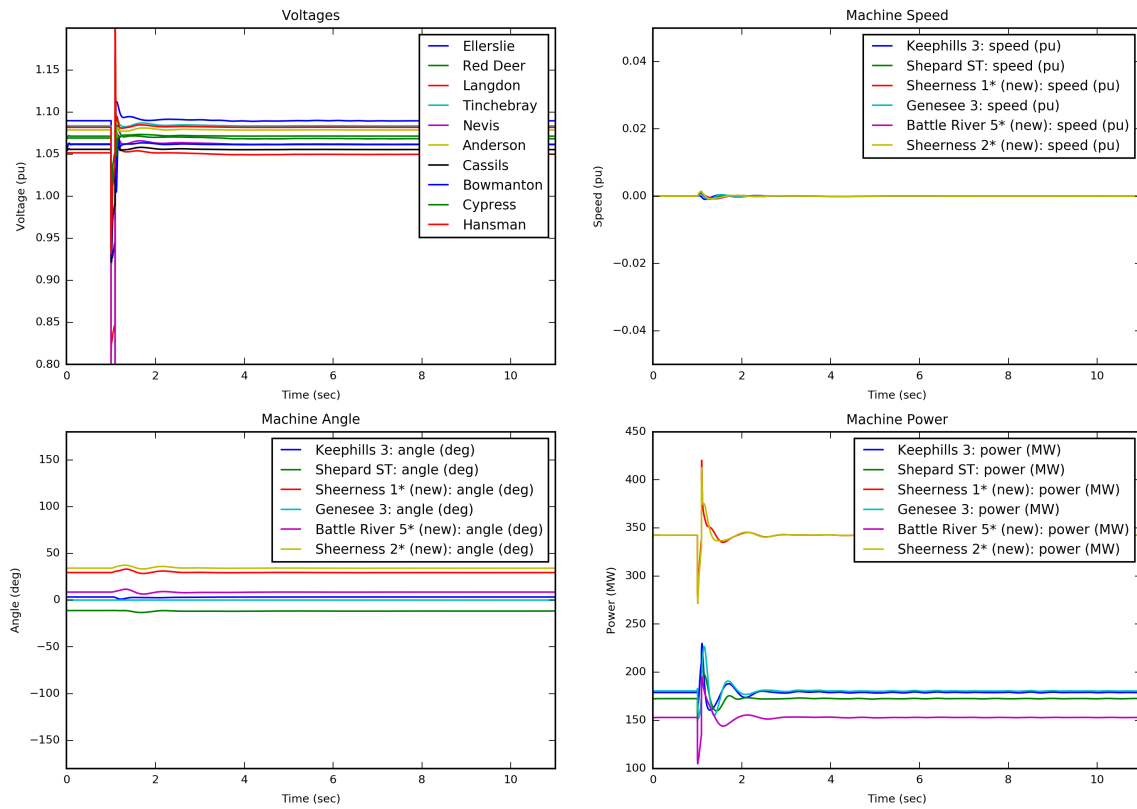 Voltages
1.15
1.10
1.05
1.00
0.95
0.90
0.85
0.80
Voltage (pu)
0 2 4 6 8 10
Time (sec)
Ellerslie
Red Deer
Langdon
Tinchebray
Nevis
Anderson
Cassils
Bowmanton
Cypress
Hansman
Machine Speed
0.04
0.02
0.00
−0.02
−0.04
Speed (pu)
0 2 4 6 8 10
Time (sec)
Keephills 3: speed (pu)
Shepard ST: speed (pu)
Sheerness 1* (new): speed (pu)
Genesee 3: speed (pu)
Battle River 5* (new): speed (pu)
Sheerness 2* (new): speed (pu)
Machine Angle
150
100
50
0
−50
−100
−150
Angle (deg)
0 2 4 6 8 10
Time (sec)
Keephills 3: angle (deg)
Shepard ST: angle (deg)
Sheerness 1* (new): angle (deg)
Genesee 3: angle (deg)
Battle River 5* (new): angle (deg)
Sheerness 2* (new): angle (deg)
Machine Power
450
400
350
300
250
200
150
100
Power (MW)
0 2 4 6 8 10
Time (sec)
Keephills 3: power (MW)
Shepard ST: power (MW)
Sheerness 1* (new): power (MW)
Genesee 3: power (MW)
Battle River 5* (new): power (MW)
Sheerness 2* (new): power (MW)